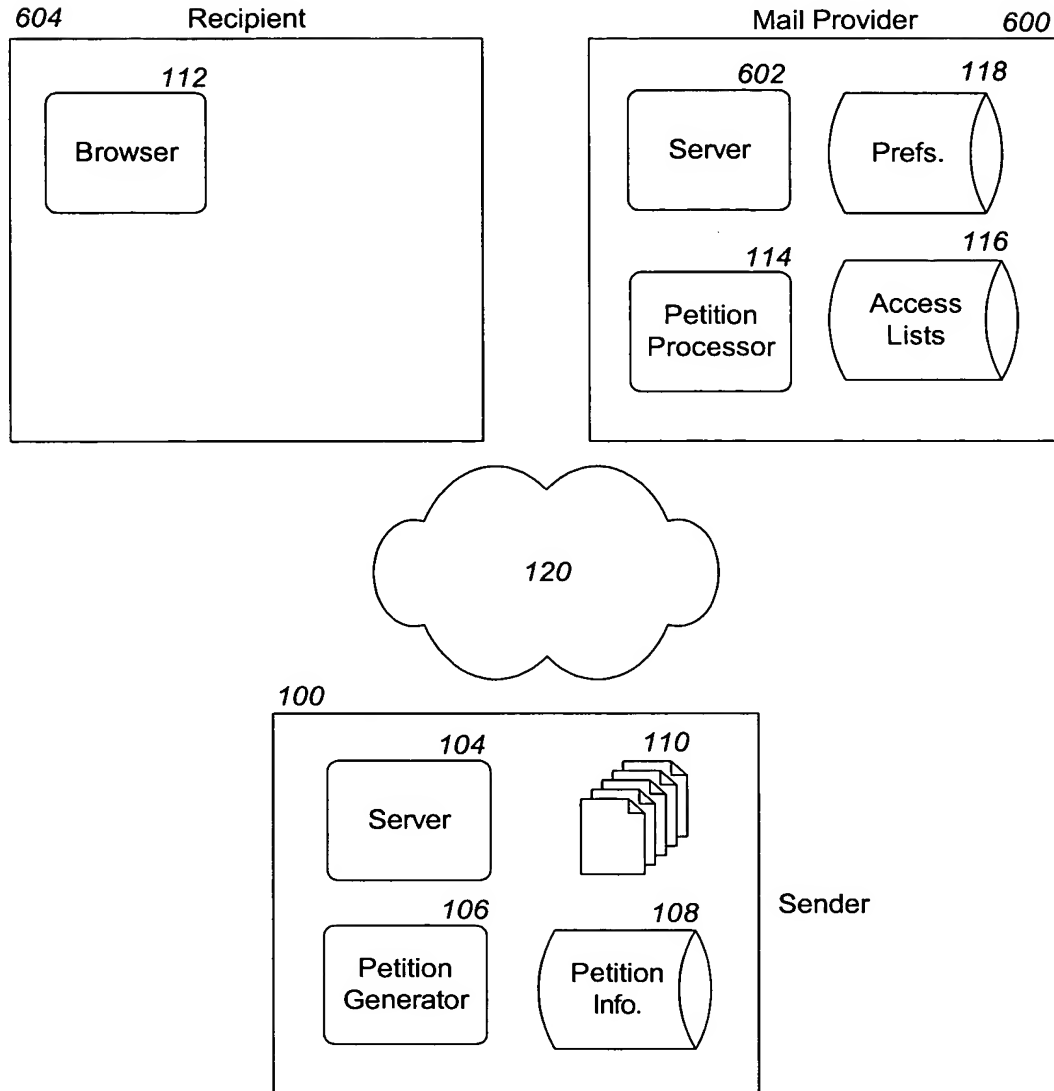 604 Recipient
Mail Provider 600
112
Browser
602
Server
118
Prefs.
114
Petition
Processor
116
Access
Lists
120
100
104
Server
110
106
Petition
Generator
108
Petition
Info.
Sender